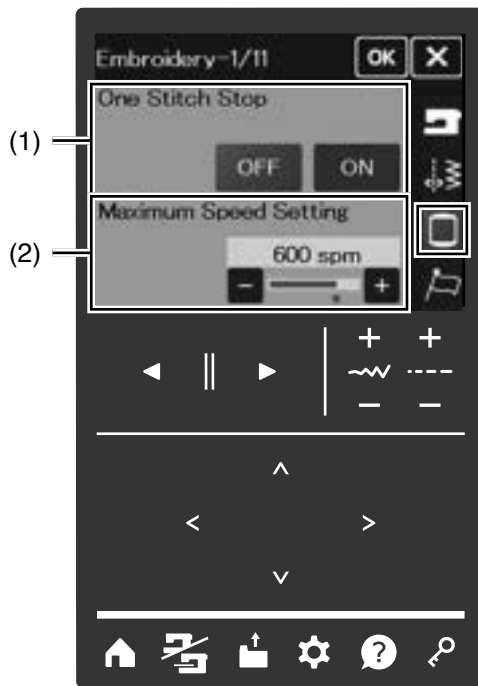 Embroidery-1/11 OK X
One Stitch Stop
(1)
OFF ON
Maximum Speed Setting
(2)
600 spm
- +
+ +
- -
?